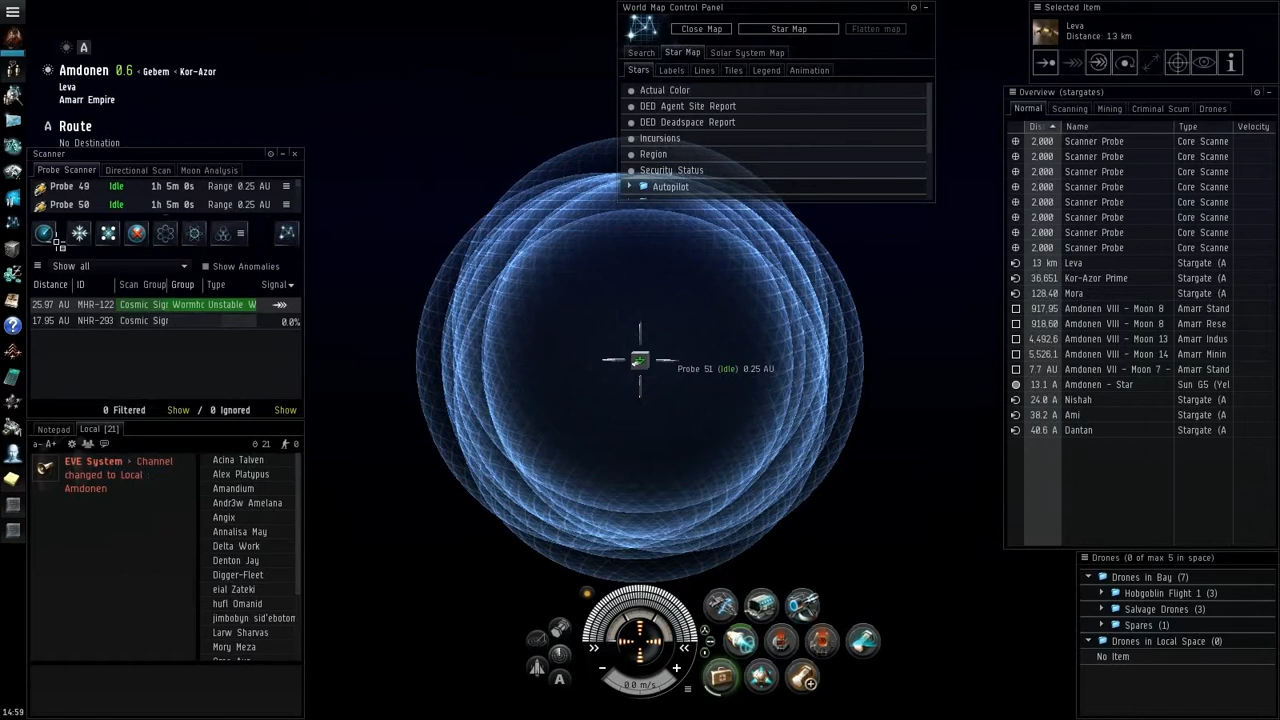 A
Amdonen 0.6 < Gebem < Kor-Azor
Leva
Amarr Empire
A Route
No Destination
Scanner
Probe Scanner Directional Scan Moon Analysis
Probe 49 Idle 1h 5m 0s Range 0.25 AU
Probe 50 Idle 1h 5m 0s Range 0.25 AU
Show all Show Anomalies
Distance ID Scan Group Group Type Signal
25.97 AU MHR-122 Cosmic Sigr Wormhc Unstable W
17.95 AU NHR-293 Cosmic Sigr 0.0%
0 Filtered Show / 0 Ignored Show
Notepad Local [21]
a- A+ 21 0
EVE System > Channel changed to Local : Amdonen
Acina Talven
Alex Platypus
Amandium
Andr3w Amelana
Angix
Annalisa May
Delta Work
Denton Jay
Digger-Fleet
eial Zateki
hufl Omanid
jimbobyn sid'eboton
Larw Sharvas
Mory Meza
14:59
World Map Control Panel
Close Map Star Map Flatten map
Search Star Map Solar System Map
Stars Labels Lines Tiles Legend Animation
Actual Color
DED Agent Site Report
DED Deadspace Report
Incursions
Region
Security Status
Autopilot
Probe 51 (Idle) 0.25 AU
0.0 m/s
A
Selected Item
Leva
Distance: 13 km
Overview (stargates)
Normal Scanning Mining Criminal Scum Drones
Dist Name Type Velocity
2,000 Scanner Probe Core Scanne
2,000 Scanner Probe Core Scanne
2,000 Scanner Probe Core Scanne
2,000 Scanner Probe Core Scanne
2,000 Scanner Probe Core Scanne
2,000 Scanner Probe Core Scanne
2,000 Scanner Probe Core Scanne
2,000 Scanner Probe Core Scanne
13 km Leva Stargate (A
36,651 Kor-Azor Prime Stargate (A
128,40 Mora Stargate (A
917,95 Amdonen VIII - Moon 8 Amarr Stand
918,60 Amdonen VIII - Moon 8 Amarr Rese
4,492,6 Amdonen VIII - Moon 13 Amarr Indus
5,526,1 Amdonen VIII - Moon 14 Amarr Minin
7.7 AU Amdonen VII - Moon 7 - Amarr Stand
13.1 A Amdonen - Star Sun G5 (Yel
24.0 A Nishah Stargate (A
38.2 A Ami Stargate (A
40.6 A Dantan Stargate (A
Drones (0 of max 5 in space)
Drones in Bay (7)
Hobgoblin Flight 1 (3)
Salvage Drones (3)
Spares (1)
Drones in Local Space (0)
No Item